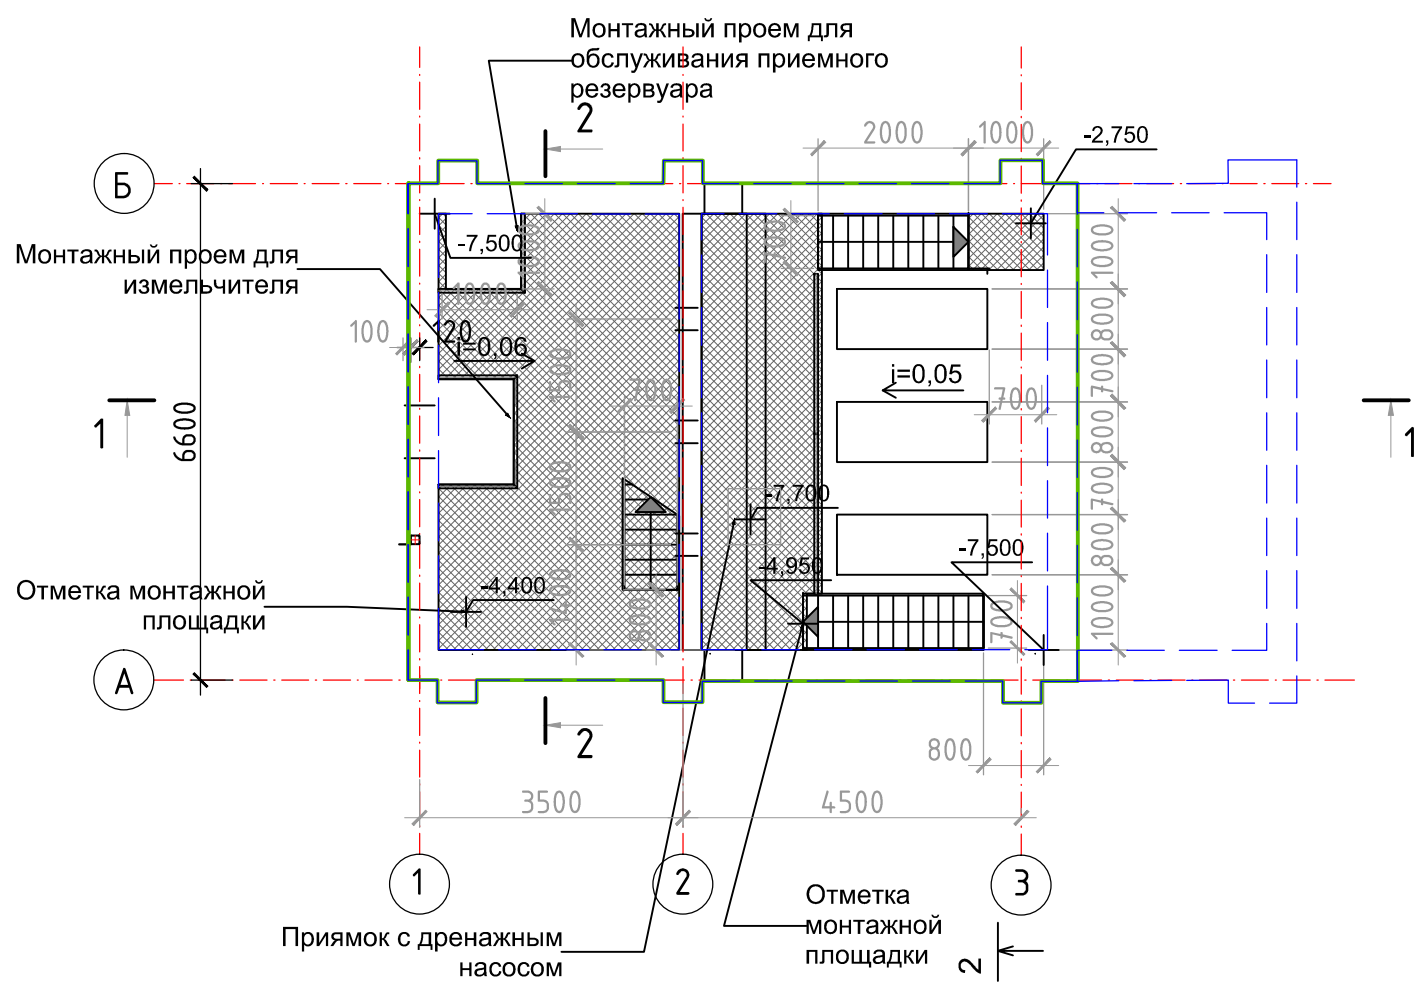 Монтажный проем для
обслуживания приемного
резервуара
2
2000
1000
-2,750
Б
-7,500
1000
700
1000
Монтажный проем для
измельчителя
1000
100
120
i=0,06
1500
700
i=0,05
700
800
700
800
700
800
1000
1
6600
1
1500
-7,700
-7,500
-4,950
Отметка монтажной
площадки
-4,400
1400
800
700
А
2
800
3500
4500
1
2
3
Отметка
монтажной
площадки
Приямок с дренажным
насосом
2